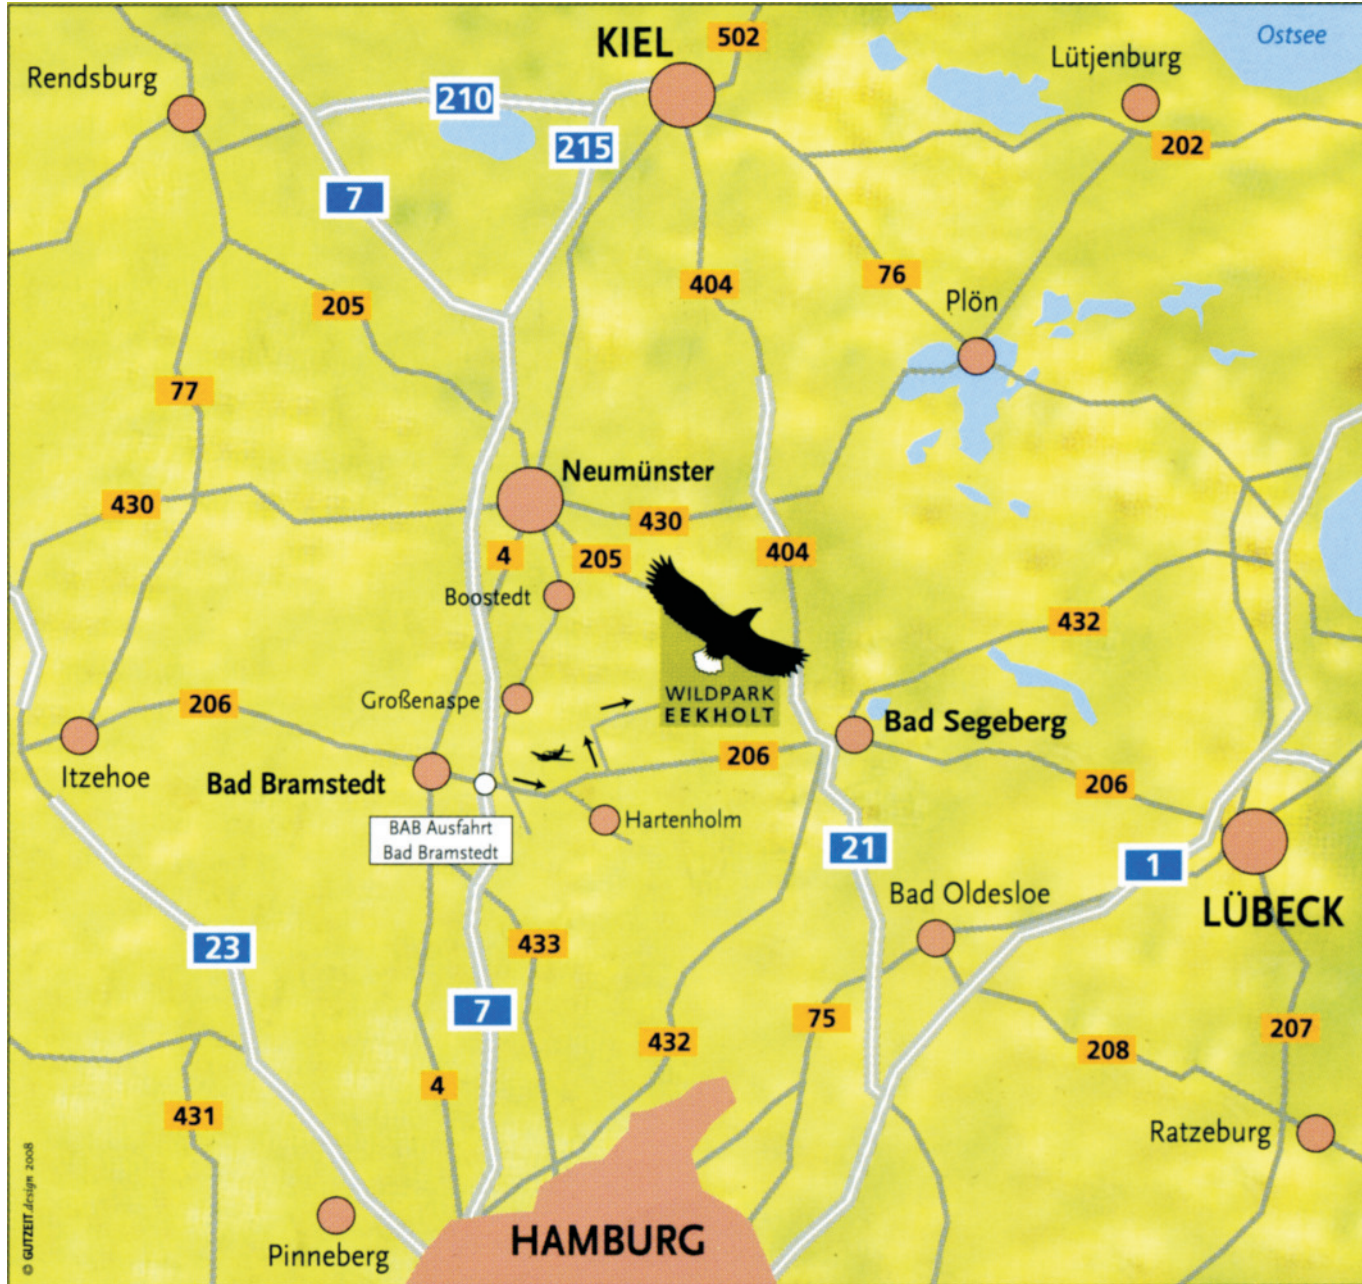 KIEL
502
Ostsee
Lütjenburg
Rendsburg
210
215
202
7
76
404
205
Plön
77
Neumünster
430
430
4
205
404
Boostedt
432
Großenaspe
WILDPARK
EEKHOLT
206
Bad Segeberg
206
Itzehoe
Bad Bramstedt
206
Hartenholm
BAB Ausfahrt
Bad Bramstedt
21
1
Bad Oldesloe
LÜBECK
23
433
7
75
432
208
207
4
431
Ratzeburg
Pinneberg
HAMBURG
© GUTZEIT.design 2008